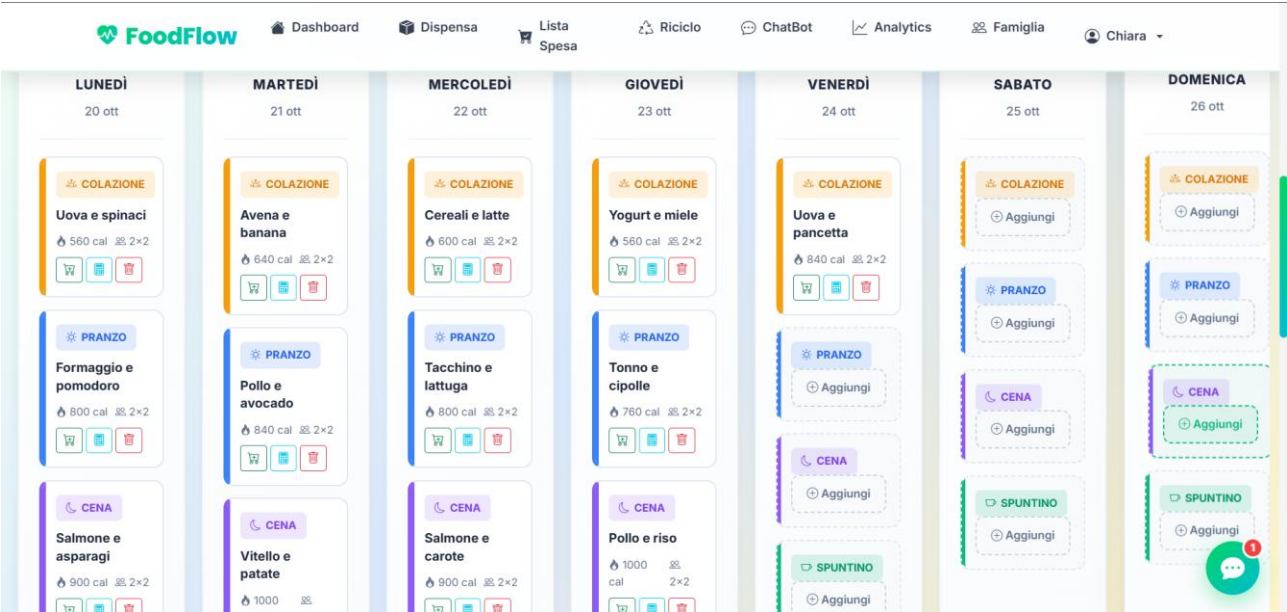 FoodFlow
Dashboard
Dispensa
Lista
Spesa
Riciclo
ChatBot
Analytics
Famiglia
Chiara
LUNEDÌ
20 ott
COLAZIONE
Uova e spinaci
560 cal 2×2
PRANZO
Formaggio e
pomodoro
800 cal 2×2
CENA
Salmone e
asparagi
900 cal 2×2
MARTEDÌ
21 ott
COLAZIONE
Avena e
banana
640 cal 2×2
PRANZO
Pollo e
avocado
840 cal 2×2
CENA
Vitello e
patate
1000
MERCOLEDÌ
22 ott
COLAZIONE
Cereali e latte
600 cal 2×2
PRANZO
Tacchino e
lattuga
800 cal 2×2
CENA
Salmone e
carote
900 cal 2×2
GIOVEDÌ
23 ott
COLAZIONE
Yogurt e miele
560 cal 2×2
PRANZO
Tonno e
cipolle
760 cal 2×2
CENA
Pollo e riso
1000
cal 2×2
VENERDÌ
24 ott
COLAZIONE
Uova e
pancetta
840 cal 2×2
PRANZO
Aggiungi
CENA
Aggiungi
SPUNTINO
Aggiungi
SABATO
25 ott
COLAZIONE
Aggiungi
PRANZO
Aggiungi
CENA
Aggiungi
SPUNTINO
Aggiungi
DOMENICA
26 ott
COLAZIONE
Aggiungi
PRANZO
Aggiungi
CENA
Aggiungi
SPUNTINO
Aggiungi
1